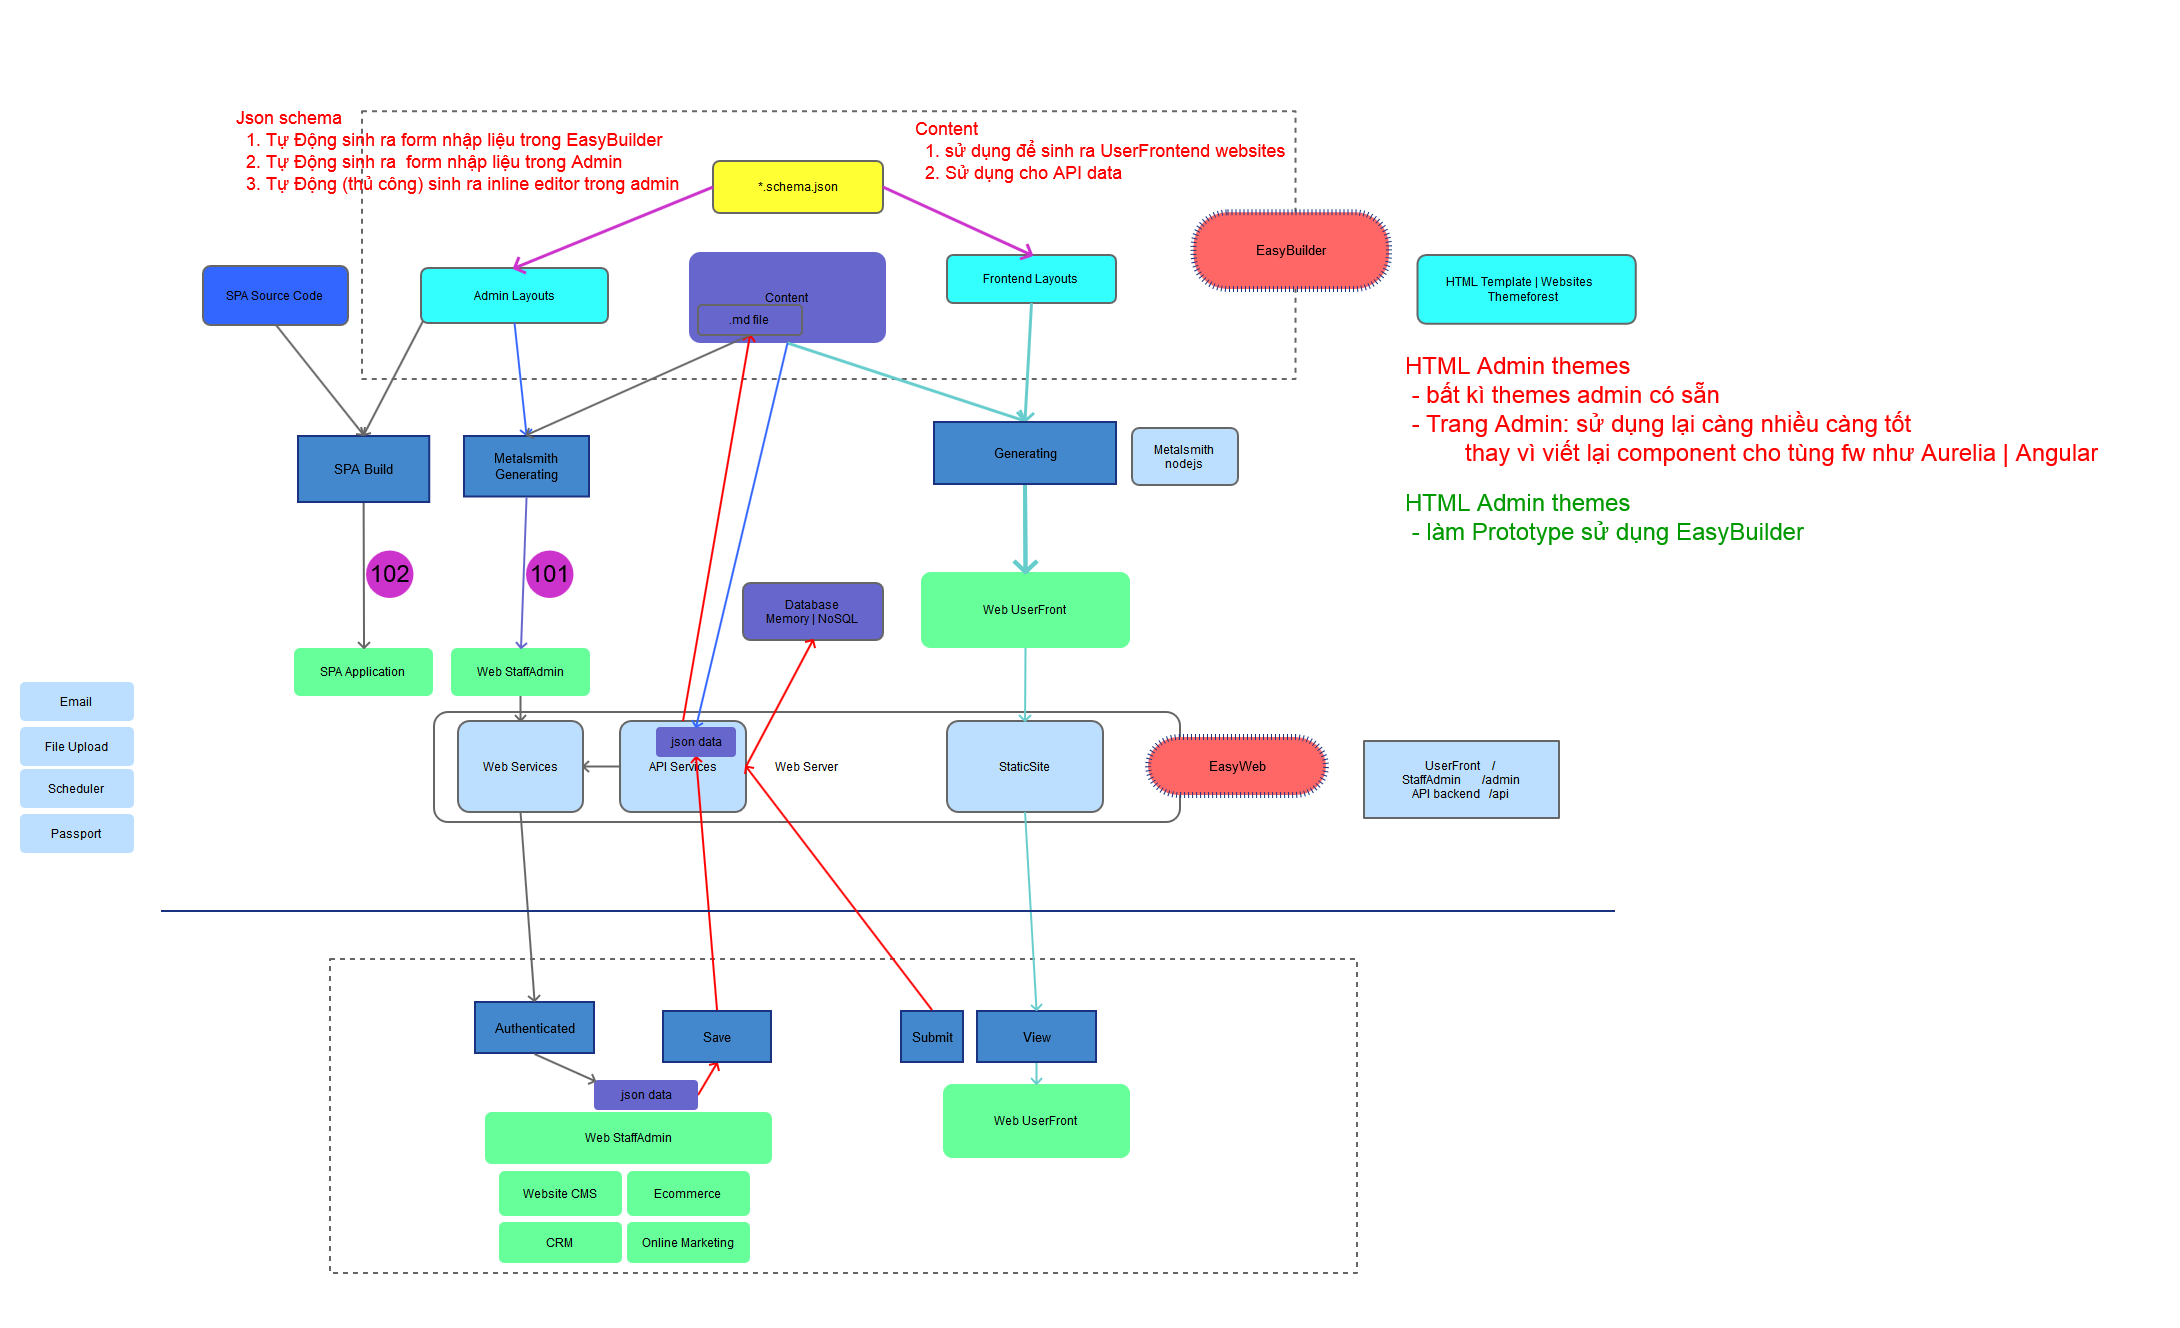 Json schema
1. Tự Động sinh ra form nhập liệu trong EasyBuilder
2. Tự Động sinh ra  form nhập liệu trong Admin
3. Tự Động (thủ công) sinh ra inline editor trong admin
Content
1. sử dụng để sinh ra UserFrontend websites
2. Sử dụng cho API data
*.schema.json
EasyBuilder
SPA Source Code
Admin Layouts
Content
.md file
Frontend Layouts
HTML Template | Websites
Themeforest
HTML Admin themes
- bất kì themes admin có sẵn
- Trang Admin: sử dụng lại càng nhiều càng tốt
thay vì viết lại component cho tùng fw như Aurelia | Angular
HTML Admin themes
- làm Prototype sử dụng EasyBuilder
SPA Build
Metalsmith
Generating
Generating
Metalsmith
nodejs
102
101
Database
Memory | NoSQL
Web UserFront
SPA Application
Web StaffAdmin
Email
File Upload
Scheduler
Passport
Web Services
json data
API Services
Web Server
StaticSite
EasyWeb
UserFront /
StaffAdmin /admin
API backend /api
Authenticated
Save
Submit
View
json data
Web StaffAdmin
Web UserFront
Website CMS
Ecommerce
CRM
Online Marketing